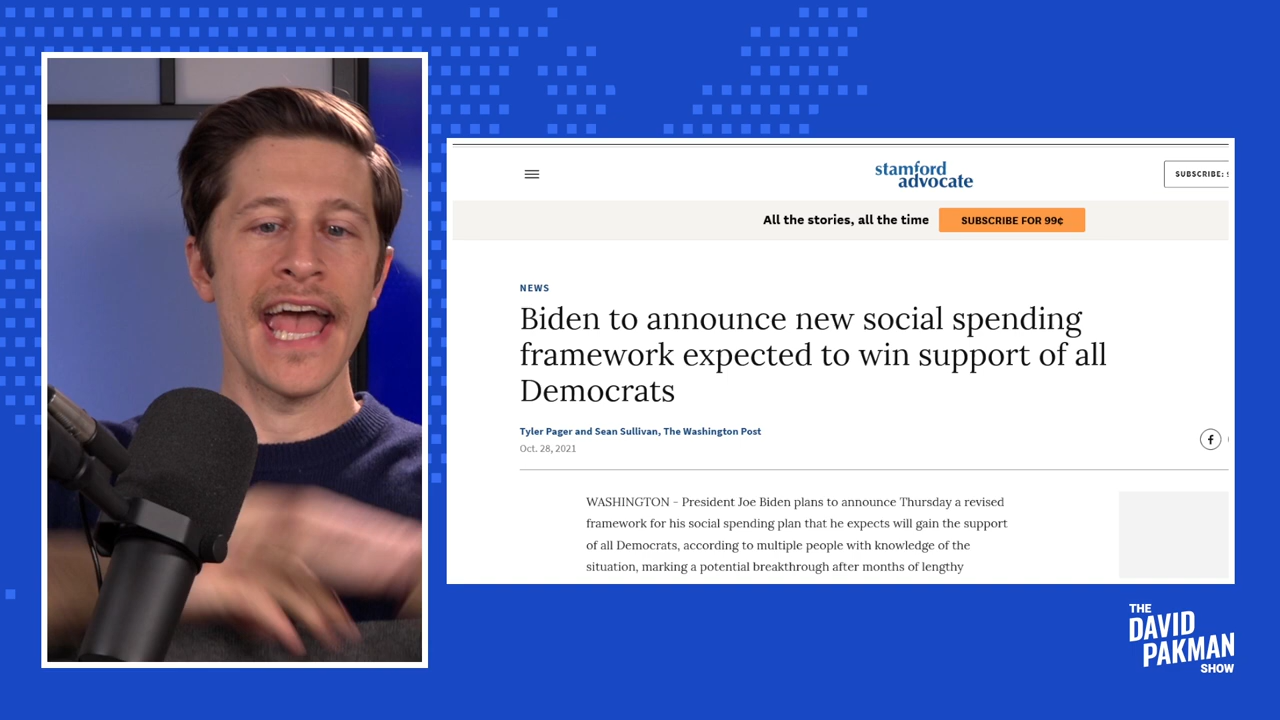 stamford
advocate
SUBSCRIBE:
All the stories, all the time
SUBSCRIBE FOR 99¢
NEWS
Biden to announce new social spending
framework expected to win support of all
Democrats
Tyler Pager and Sean Sullivan, The Washington Post
Oct. 28, 2021
WASHINGTON - President Joe Biden plans to announce Thursday a revised
framework for his social spending plan that he expects will gain the support
of all Democrats, according to multiple people with knowledge of the
situation, marking a potential breakthrough after months of lengthy
THE
DAVID
PAKMAN
SHOW